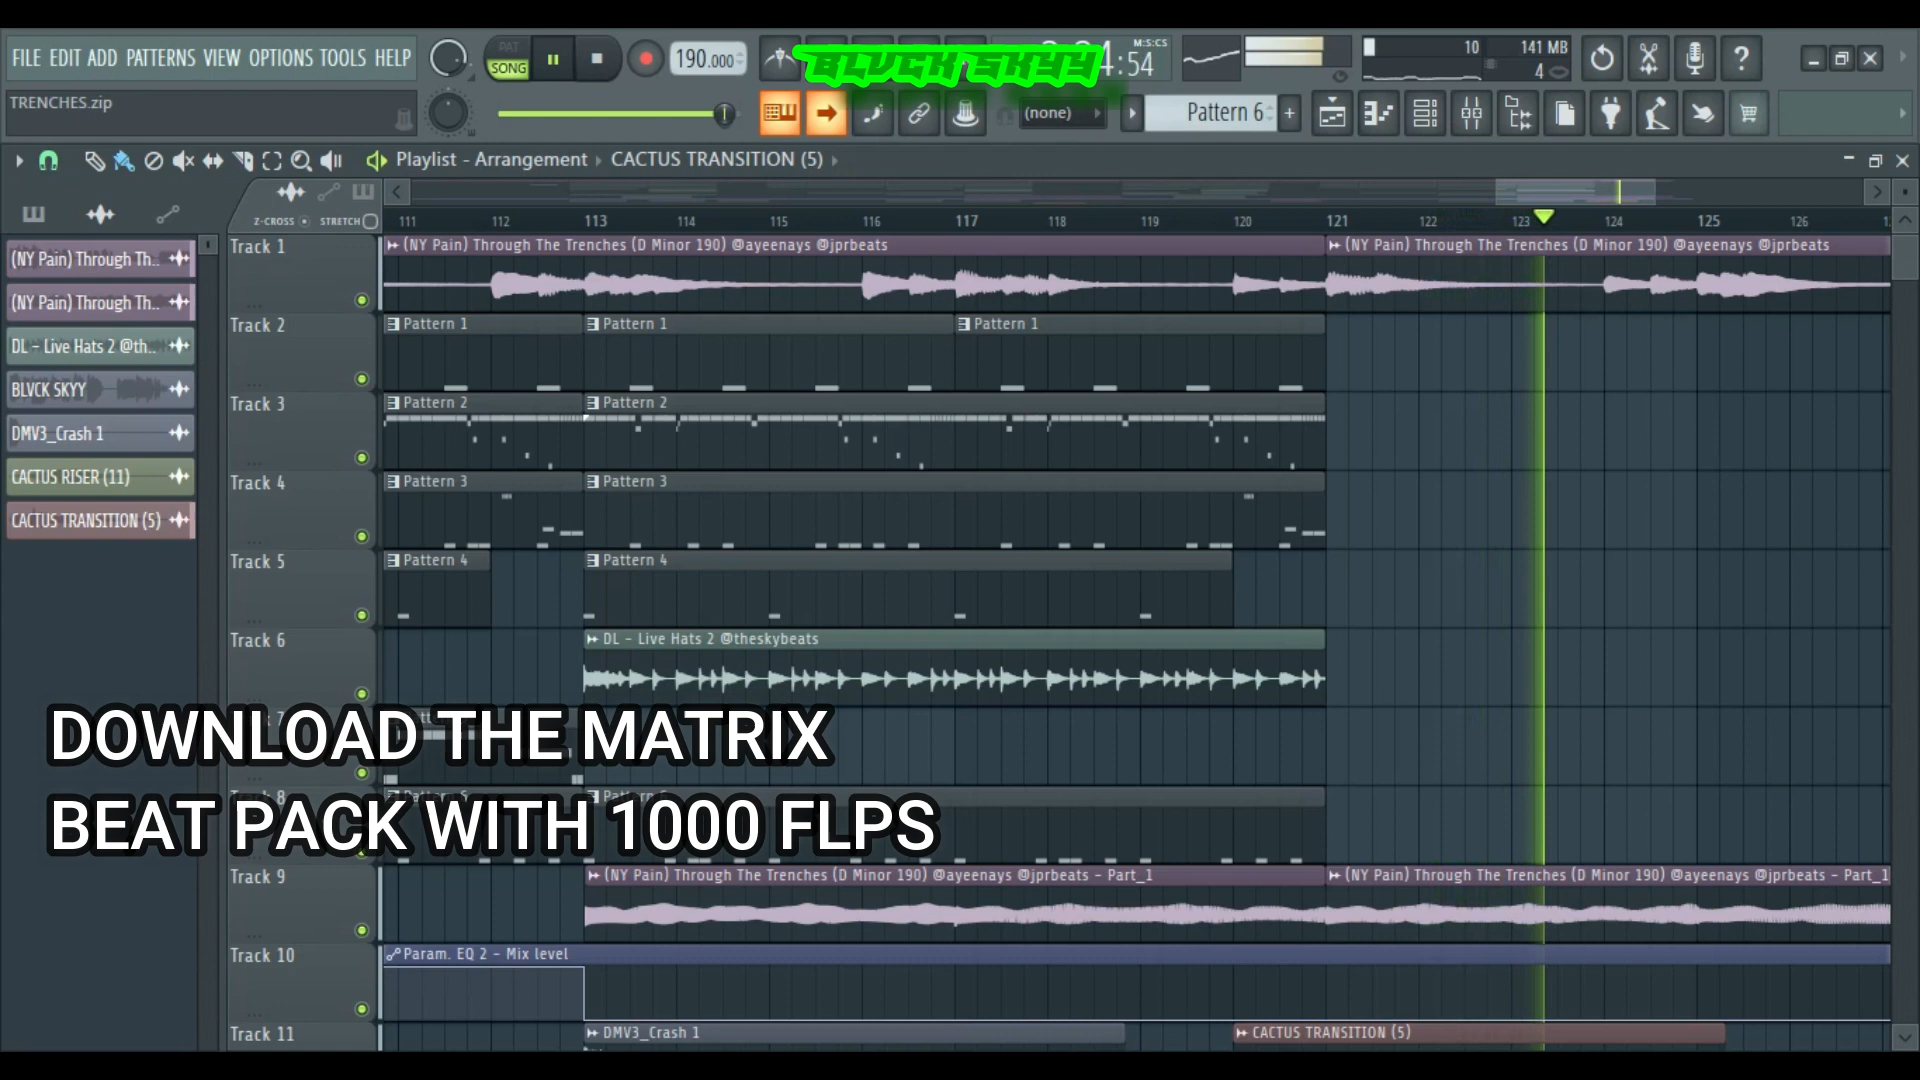 FILE EDIT ADD PATTERNS VIEW OPTIONS TOOLS HELP
PAT
SONG
190.000
BLVCK SKYY
4:54
M:S:CS
10
141 MB
4
TRENCHES.zip
(none)
Pattern 6
Playlist - Arrangement › CACTUS TRANSITION (5)
Z-CROSS
STRETCH
111 112 113 114 115 116 117 118 119 120 121 122 123 124 125 126
(NY Pain) Through Th..
(NY Pain) Through Th..
DL - Live Hats 2 @th..
BLVCK SKYY
DMV3_Crash 1
CACTUS RISER (11)
CACTUS TRANSITION (5)
Track 1
(NY Pain) Through The Trenches (D Minor 190) @ayeenays @jprbeats
(NY Pain) Through The Trenches (D Minor 190) @ayeenays @jprbeats
Track 2
Pattern 1
Pattern 1
Pattern 1
Track 3
Pattern 2
Pattern 2
Track 4
Pattern 3
Pattern 3
Track 5
Pattern 4
Pattern 4
Track 6
DL - Live Hats 2 @theskybeats
DOWNLOAD THE MATRIX
BEAT PACK WITH 1000 FLPS
Track 9
(NY Pain) Through The Trenches (D Minor 190) @ayeenays @jprbeats - Part_1
(NY Pain) Through The Trenches (D Minor 190) @ayeenays @jprbeats - Part_1
Track 10
Param. EQ 2 - Mix level
Track 11
DMV3_Crash 1
CACTUS TRANSITION (5)